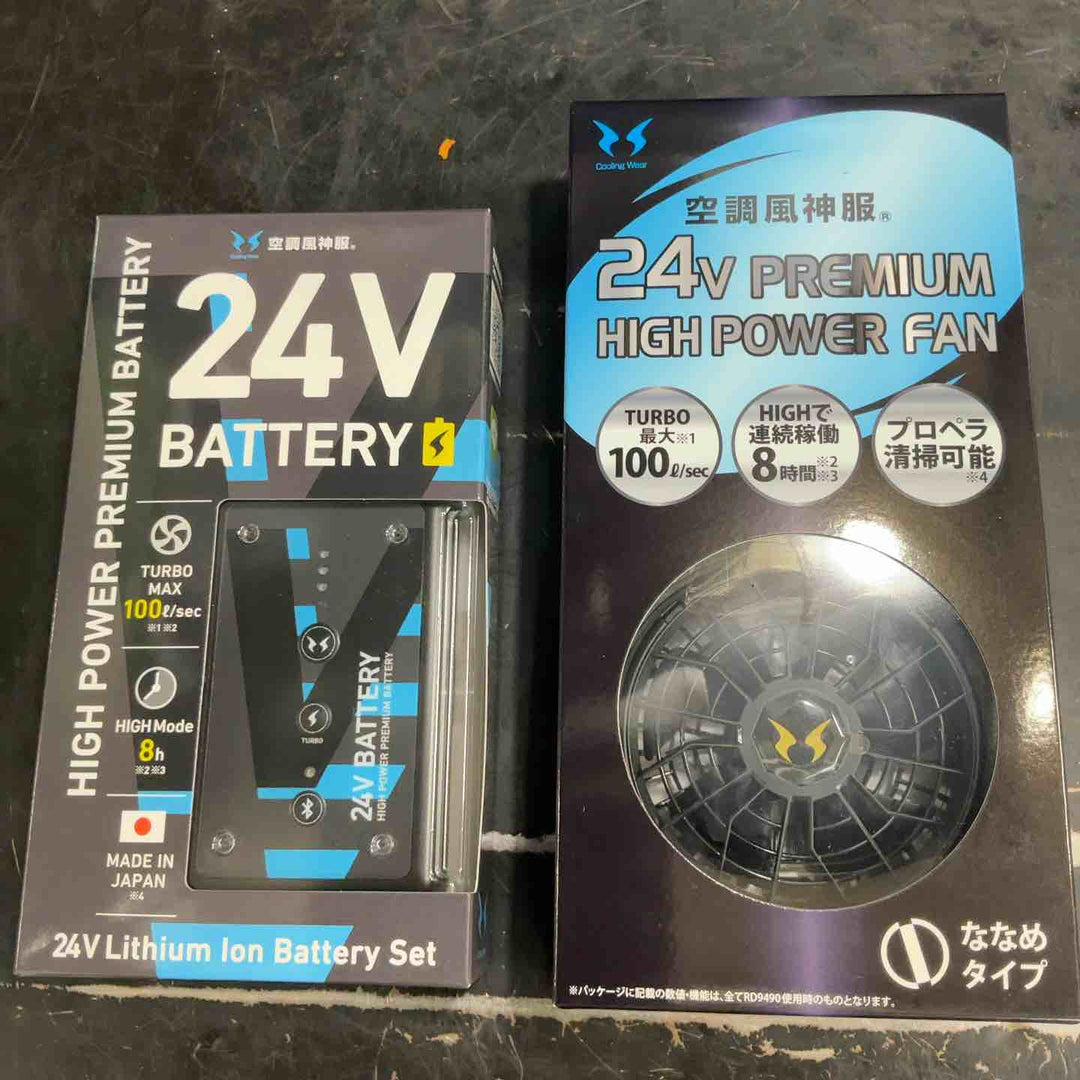 Cooling Wear
空調風神服®
24V
BATTERY
HIGH POWER PREMIUM BATTERY
TURBO
MAX
100ℓ/sec
※1※2
HIGH Mode
8h
※2※3
MADE IN
JAPAN
※4
TURBO
24V BATTERY
HIGH POWER PREMIUM BATTERY
24V Lithium Ion Battery Set
Cooling Wear
空調風神服®
24V PREMIUM
HIGH POWER FAN
TURBO
最大※1
100ℓ/sec
HIGHで
連続稼働
8時間※2※3
プロペラ
清掃可能
※4
ななめ
タイプ
※パッケージに記載の数値・機能は、全てRD9490使用時のものとなります。